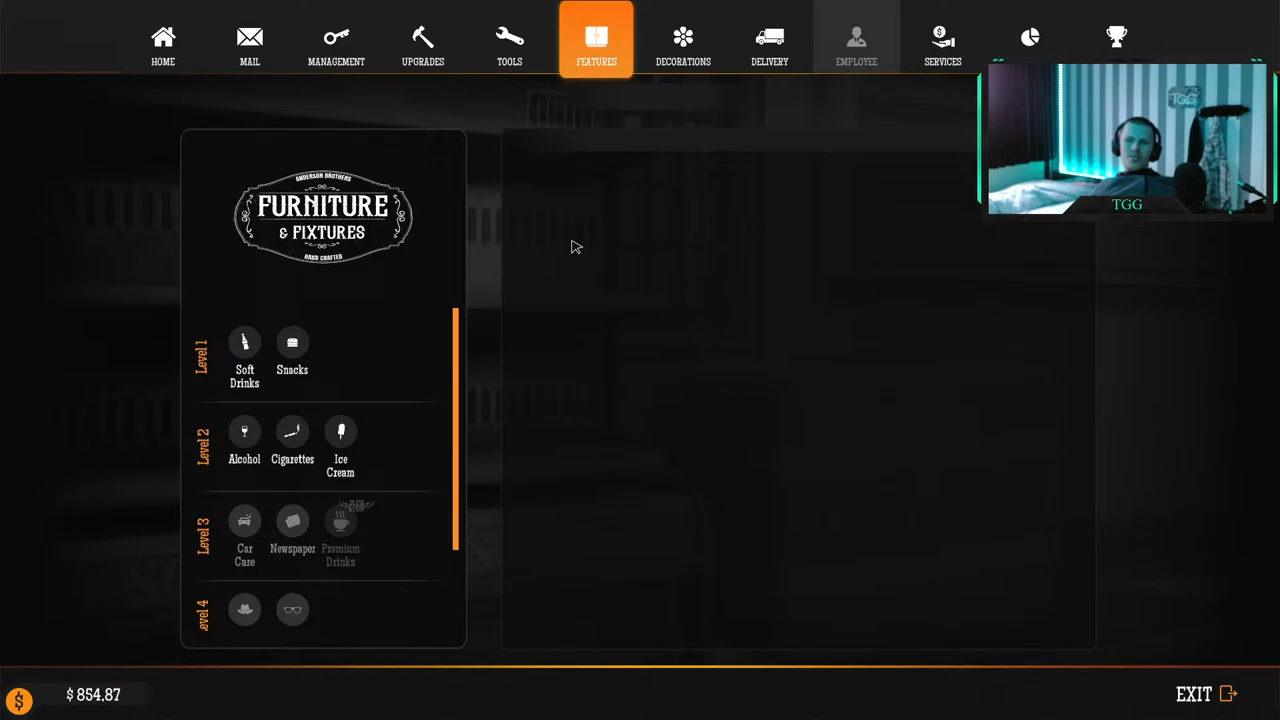 HOME MAIL MANAGEMENT UPGRADES TOOLS FEATURES DECORATIONS DELIVERY EMPLOYEE SERVICES
TGG
TGG
ANDERSON BROTHERS
FURNITURE
& FIXTURES
HAND CRAFTED
Level 1
Soft
Drinks
Snacks
Level 2
Alcohol
Cigarettes
Ice
Cream
Level 3
Car
Care
Newspaper
Premium
Drinks
evel 4
$ 854,87
EXIT